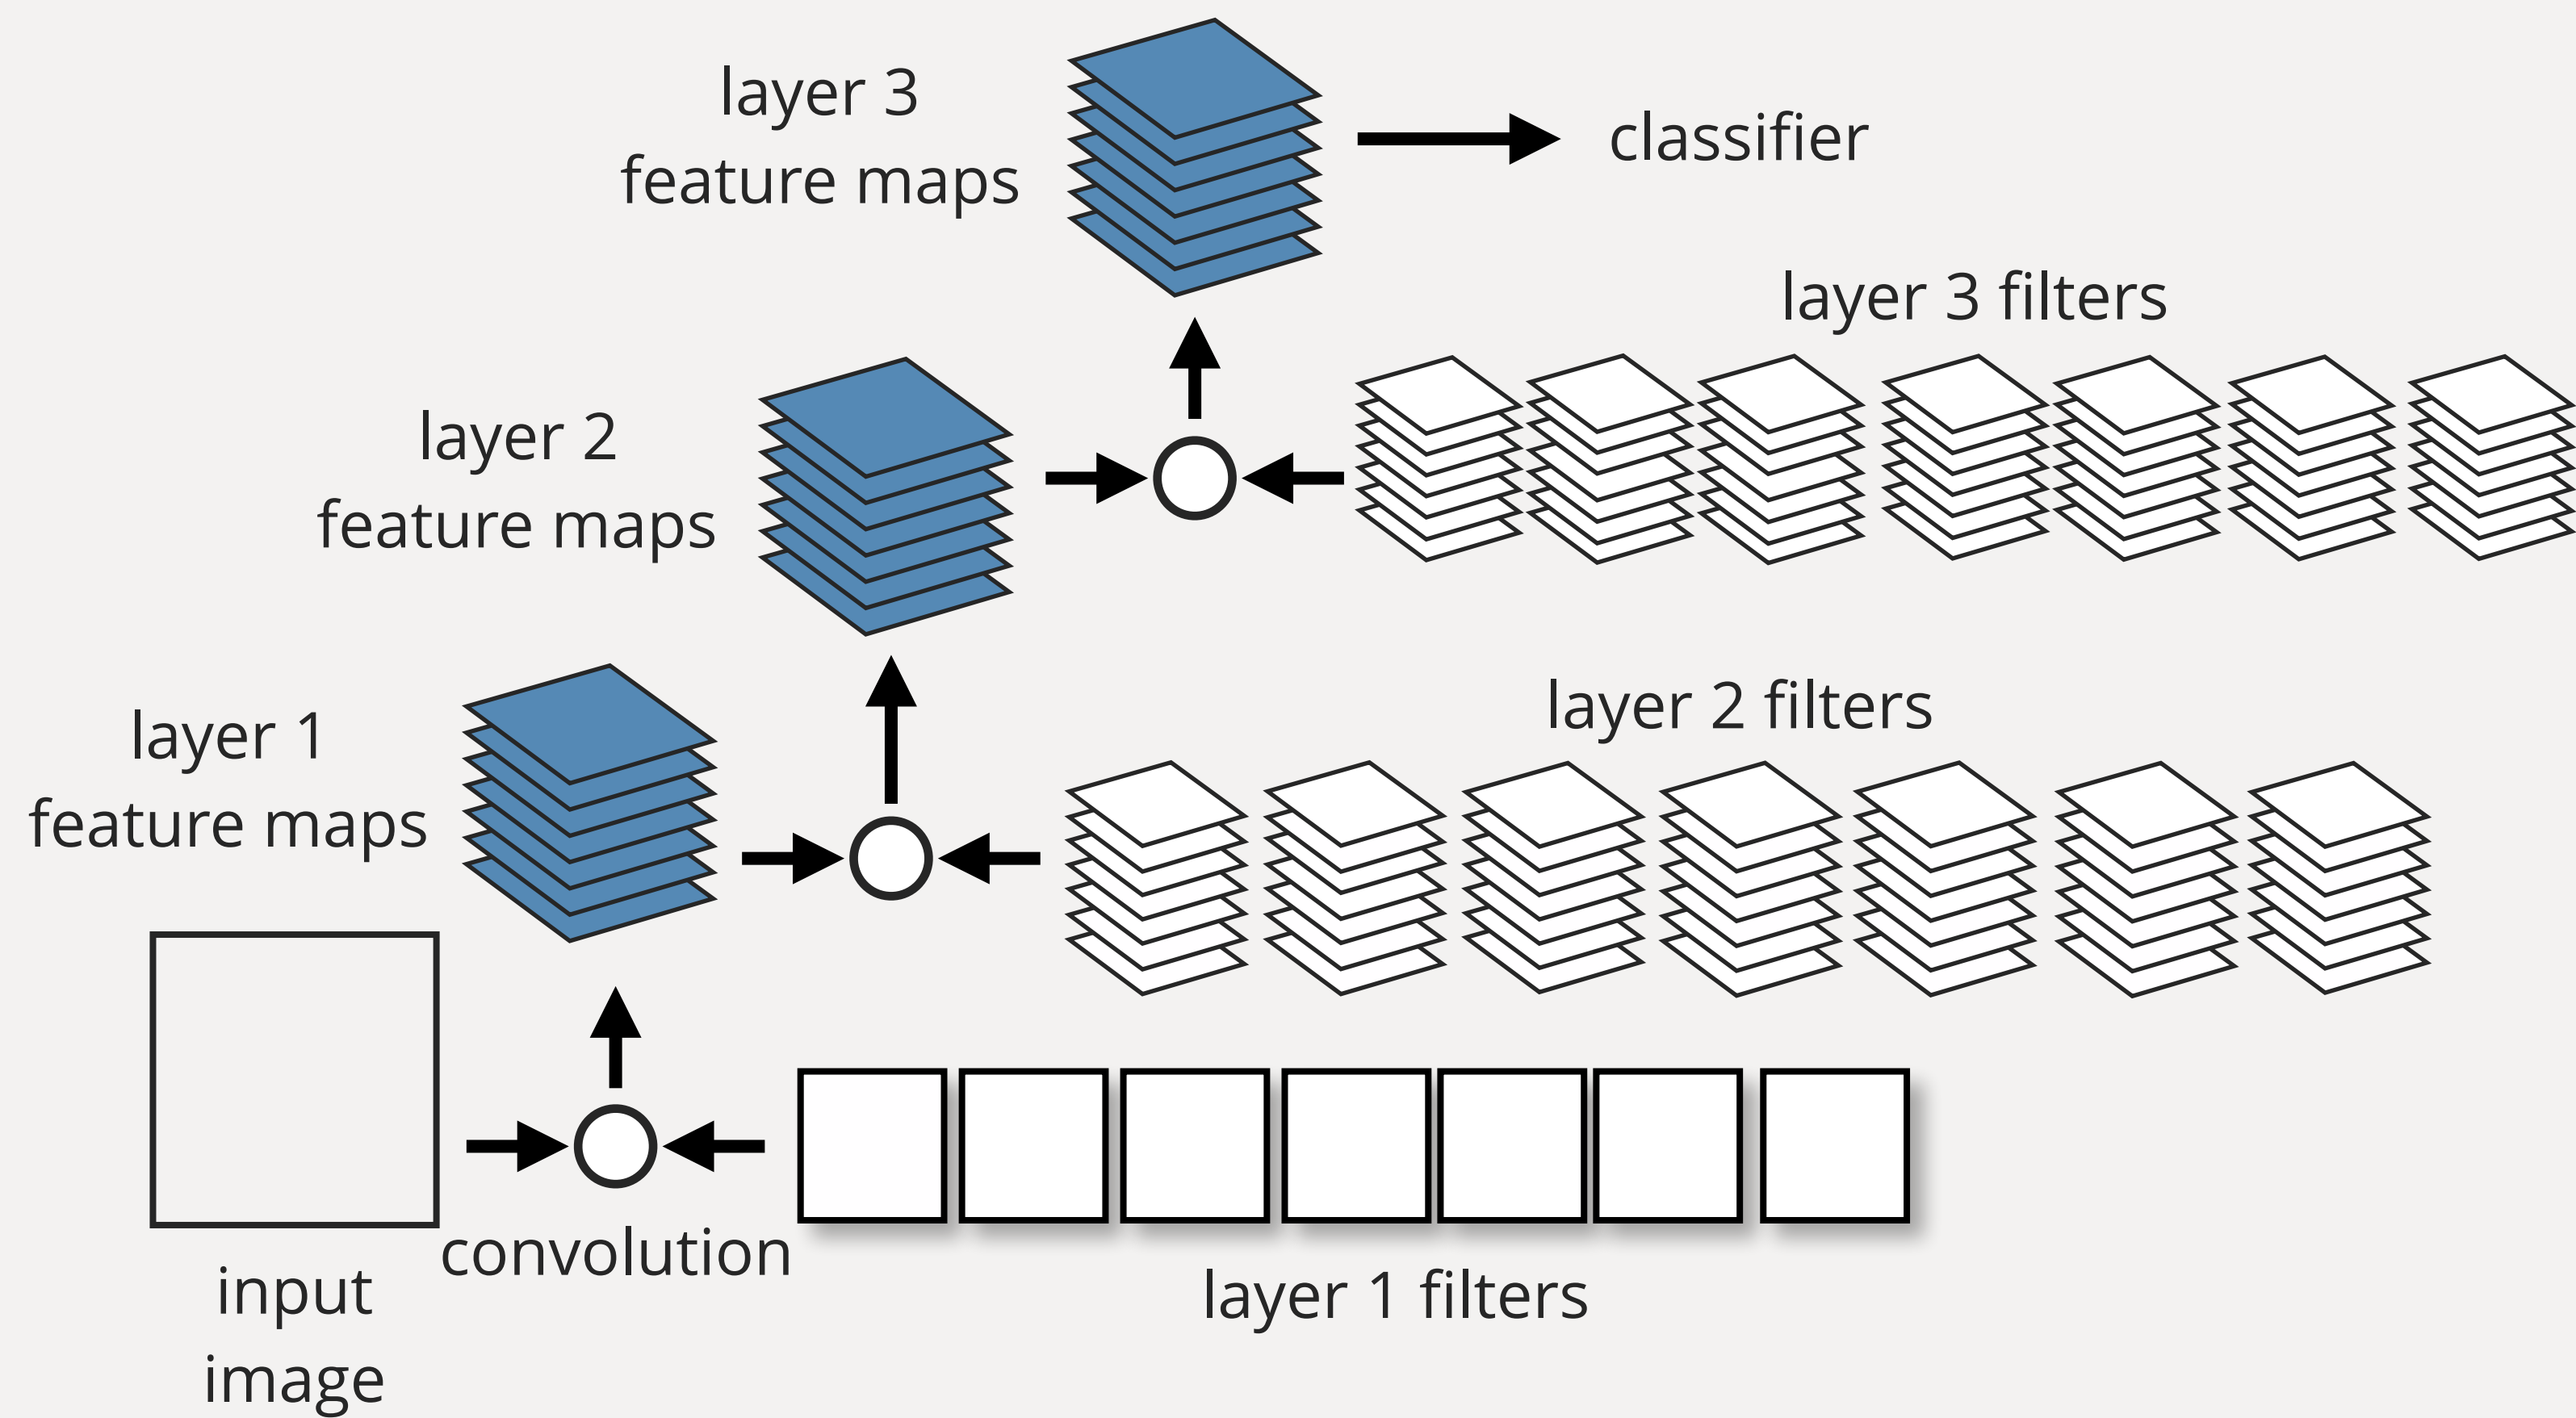 layer 3
feature maps
classifier
layer 3 filters
layer 2
feature maps
layer 2 filters
layer 1
feature maps
convolution
input
image
layer 1 filters